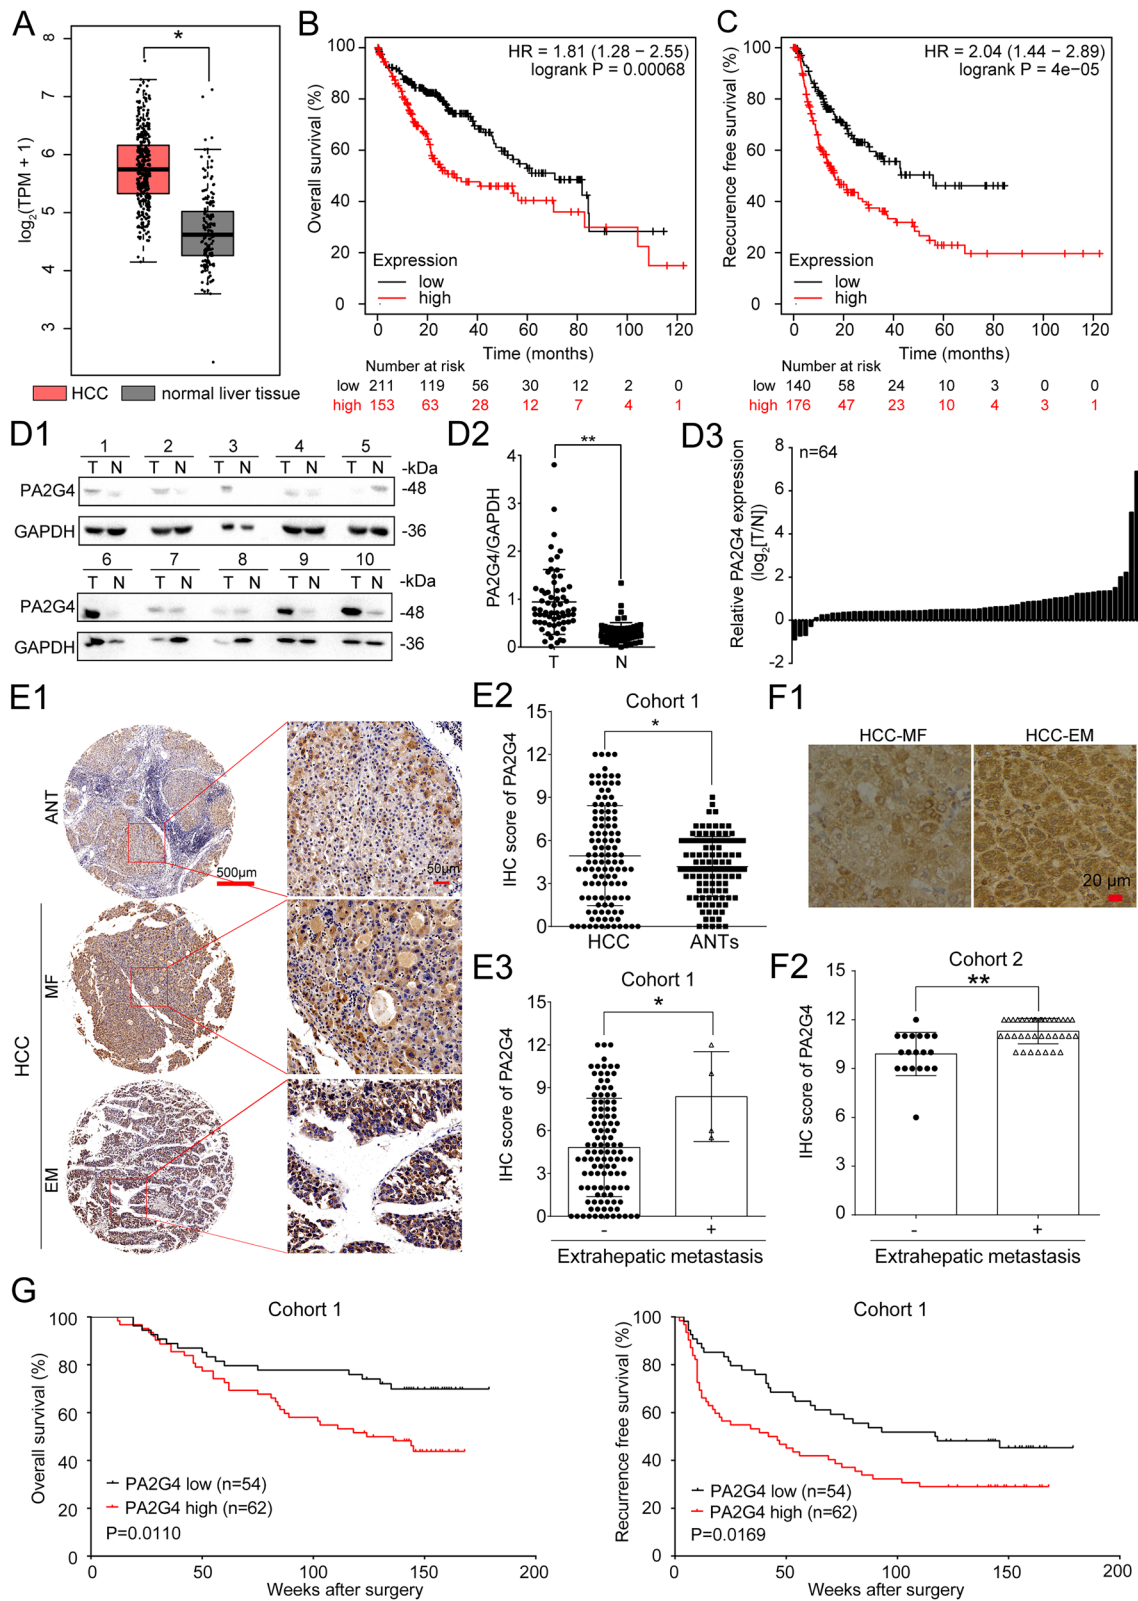 A
*
8
7
6
5
4
3
log2(TPM + 1)
HCC
normal liver tissue
B
HR = 1.81 (1.28 − 2.55)
logrank P = 0.00068
100
80
60
40
20
0
Overall survival (%)
Expression
low
high
0 20 40 60 80 100 120
Time (months)
Number at risk
low 211 119 56 30 12 2 0
high 153 63 28 12 7 4 1
C
HR = 2.04 (1.44 − 2.89)
logrank P = 4e−05
100
80
60
40
20
0
Reccurence free survival (%)
Expression
low
high
0 20 40 60 80 100 120
Time (months)
Number at risk
low 140 58 24 10 3 0 0
high 176 47 23 10 4 3 1
D1
1 2 3 4 5
T N T N T N T N T N -kDa
PA2G4 -48
GAPDH -36
6 7 8 9 10
T N T N T N T N T N -kDa
PA2G4 -48
GAPDH -36
D2
**
4
3
2
1
0
PA2G4/GAPDH
T N
D3
n=64
8
6
4
2
0
-2
Relative PA2G4 expression
(log2[T/N])
E1
ANT
500μm
50μm
HCC
MF
EM
E2
Cohort 1
*
15
12
9
6
3
0
IHC score of PA2G4
HCC ANTs
E3
Cohort 1
*
15
12
9
6
3
0
IHC score of PA2G4
- +
Extrahepatic metastasis
F1
HCC-MF HCC-EM
20 μm
F2
Cohort 2
**
15
12
9
6
3
0
IHC score of PA2G4
- +
Extrahepatic metastasis
G
Cohort 1
100
80
60
40
20
0
Overall survival (%)
PA2G4 low (n=54)
PA2G4 high (n=62)
P=0.0110
0 50 100 150 200
Weeks after surgery
Cohort 1
100
80
60
40
20
0
Recurrence free survival (%)
PA2G4 low (n=54)
PA2G4 high (n=62)
P=0.0169
0 50 100 150 200
Weeks after surgery